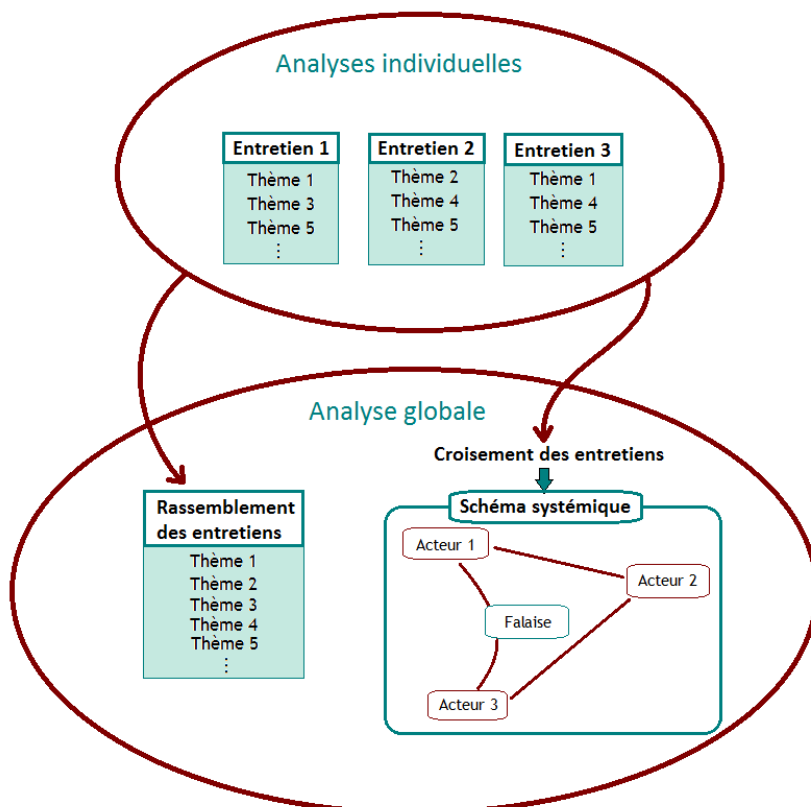 Analyses individuelles
Entretien 1
Thème 1
Thème 3
Thème 5
⋮
Entretien 2
Thème 2
Thème 4
Thème 5
⋮
Entretien 3
Thème 1
Thème 4
Thème 5
⋮
Analyse globale
Rassemblement
des entretiens
Thème 1
Thème 2
Thème 3
Thème 4
Thème 5
⋮
Croisement des entretiens
Schéma systémique
Acteur 1
Acteur 2
Falaise
Acteur 3